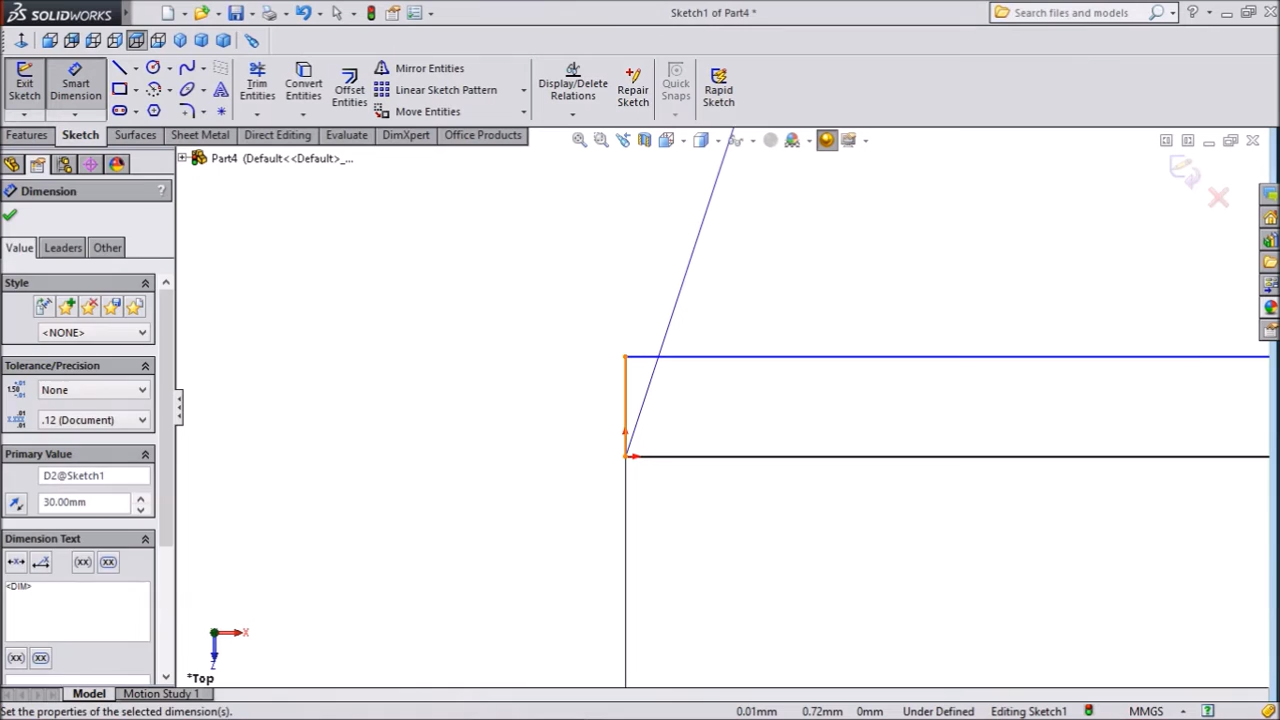 SOLIDWORKS
Sketch1 of Part4 *
Search files and models
Exit Sketch
Smart Dimension
Trim Entities
Convert Entities
Offset Entities
Mirror Entities
Linear Sketch Pattern
Move Entities
Display/Delete Relations
Repair Sketch
Quick Snaps
Rapid Sketch
Features
Sketch
Surfaces
Sheet Metal
Direct Editing
Evaluate
DimXpert
Office Products
Part4 (Default<<Default>_...
Dimension
?
Value
Leaders
Other
Style
<NONE>
Tolerance/Precision
None
.12 (Document)
Primary Value
D2@Sketch1
30.00mm
Dimension Text
(xx)
<DIM>
(xx)
X
Z
*Top
Model
Motion Study 1
Set the properties of the selected dimension(s).
0.01mm
0.72mm
0mm
Under Defined
Editing Sketch1
MMGS